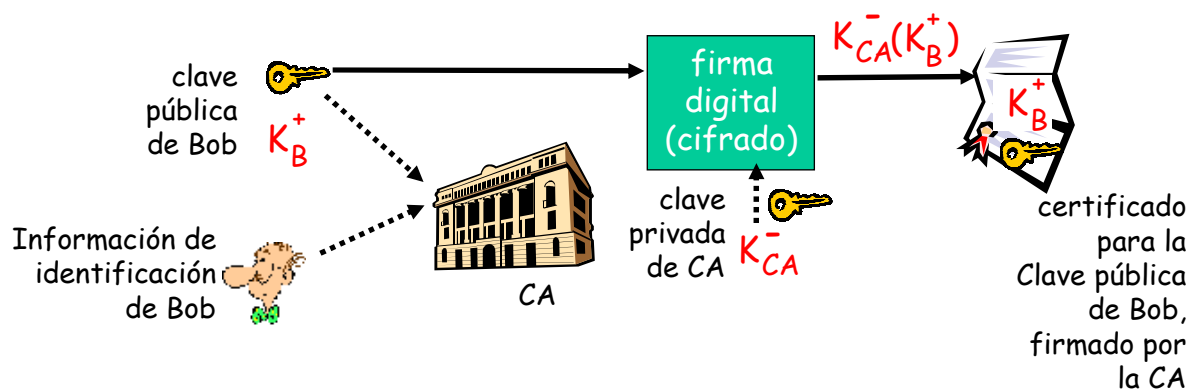 clave
pública
de Bob
K_B^+
Información de
identificación
de Bob
CA
firma
digital
(cifrado)
clave
privada
de CA
K_CA^-
K_CA^-(K_B^+)
K_B^+
certificado
para la
Clave pública
de Bob,
firmado por
la CA